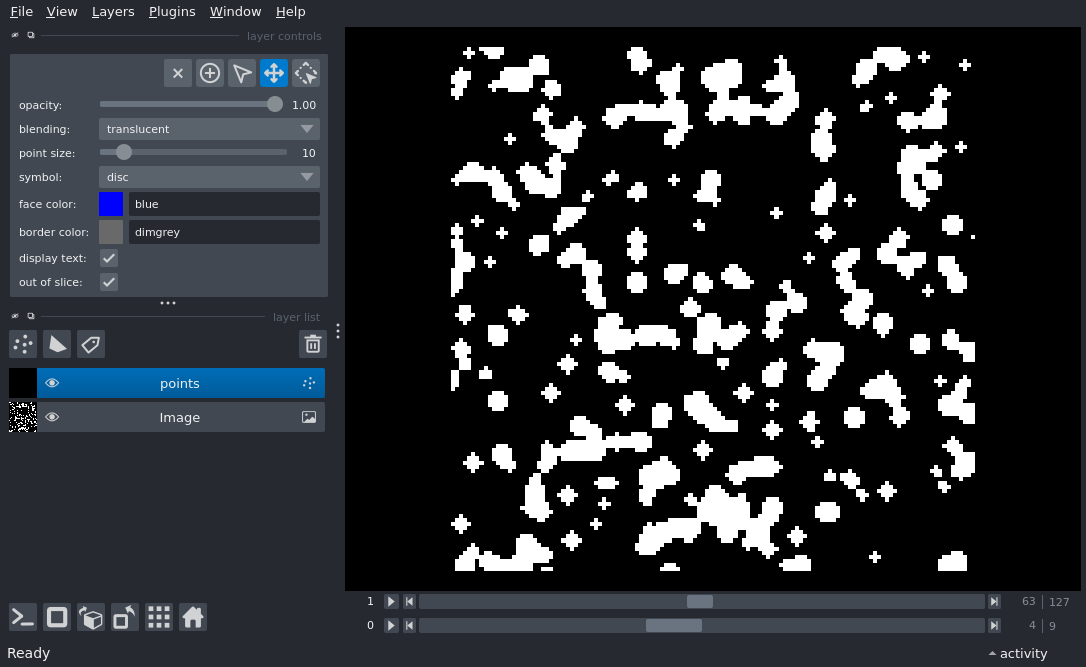 File View Layers Plugins Window Help
layer controls
opacity: 1.00
blending: translucent
point size: 10
symbol: disc
face color: blue
border color: dimgrey
display text:
out of slice:
layer list
points
Image
1 63 127
0 4 9
Ready activity